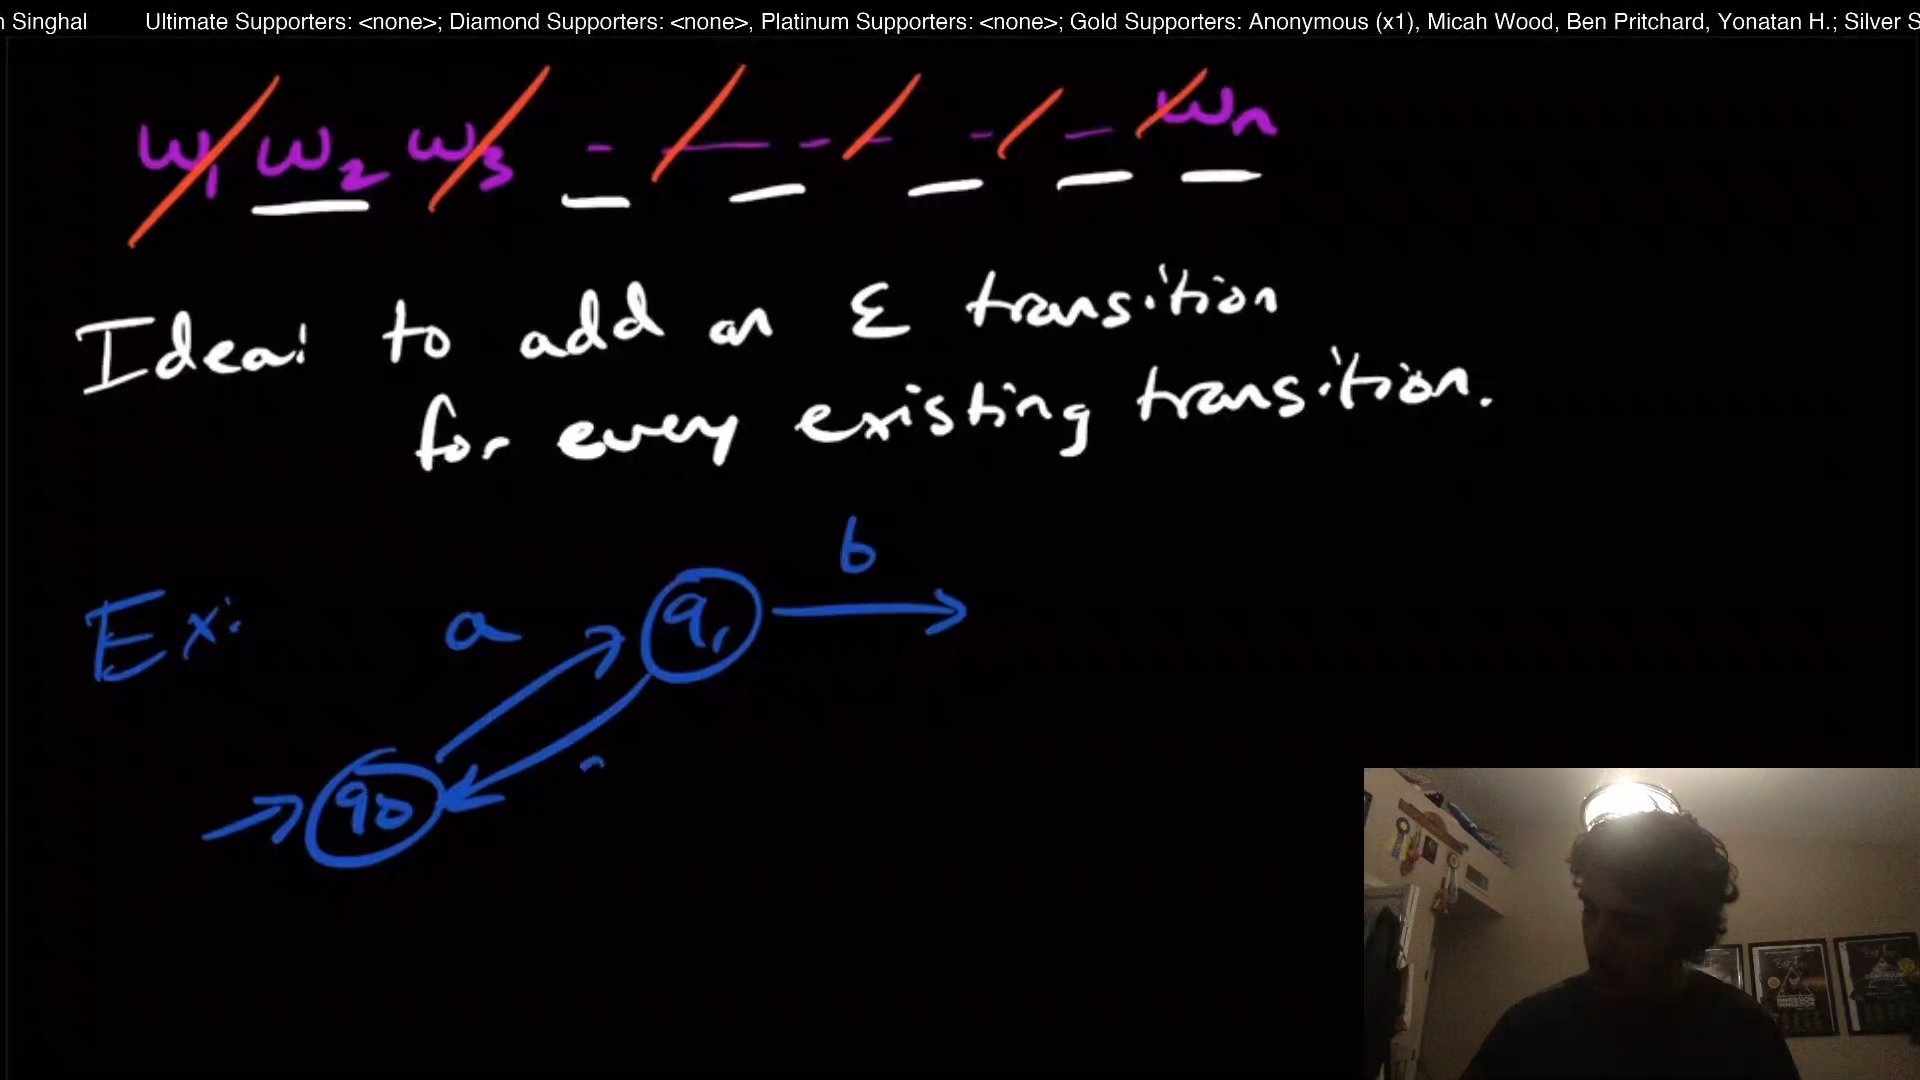 n Singhal Ultimate Supporters: <none>; Diamond Supporters: <none>, Platinum Supporters: <none>; Gold Supporters: Anonymous (x1), Micah Wood, Ben Pritchard, Yonatan H.; Silver S
w₁ w₂ w₃ - — - - - - wₙ
Idea: to add an ε transition
for every existing transition.
b
Ex: a q₁
q₀
IMMERSION